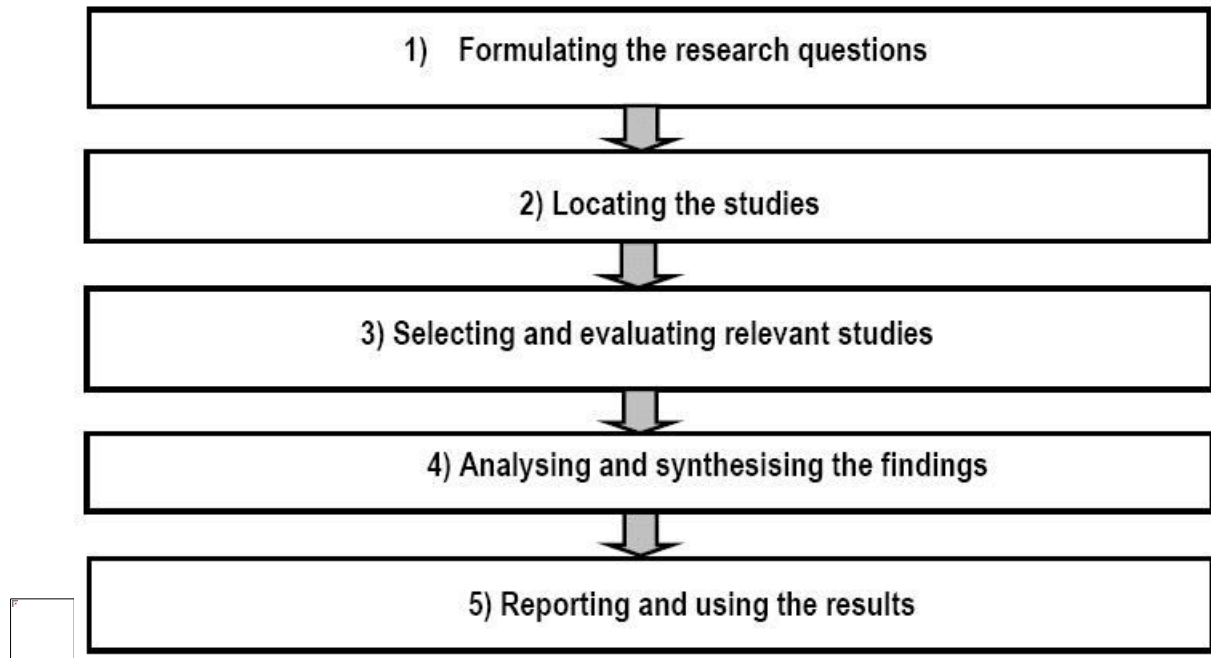 1) Formulating the research questions
2) Locating the studies
3) Selecting and evaluating relevant studies
4) Analysing and synthesising the findings
5) Reporting and using the results